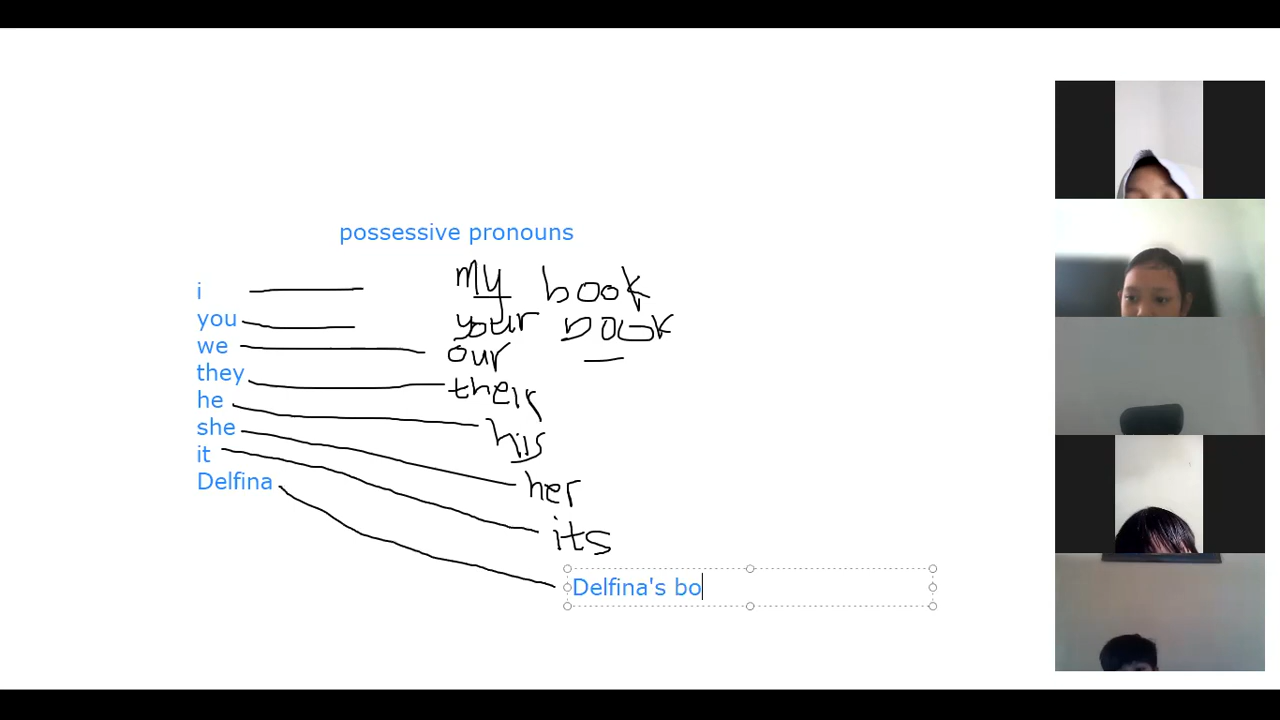 possessive pronouns
i my book
you your book
we our
they their
he his
she her
it its
Delfina Delfina's bo